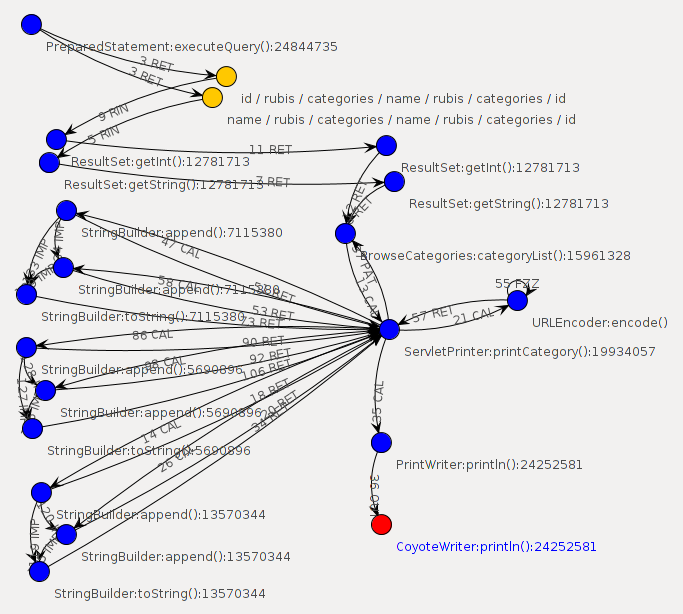 PreparedStatement:executeQuery():24844735
3 RET
3 RET
id / rubis / categories / name / rubis / categories / id
name / rubis / categories / name / rubis / categories / id
9 RIN
5 RIN
11 RET
ResultSet:getInt():12781713
ResultSet:getInt():12781713
7 RET
ResultSet:getString():12781713
ResultSet:getString():12781713
StringBuilder:append():7115380
47 CAL
BrowseCategories:categoryList():15961328
58 CAL
StringBuilder:append():7115380
55 FZZ
53 RET
57 RET
21 CAL
StringBuilder:toString():7115380
73 RET
URLEncoder:encode()
86 CAL
90 RET
ServletPrinter:printCategory():19934057
92 RET
98 CAL
StringBuilder:append():5690896
106 RET
18 RET
StringBuilder:append():5690896
35 CAL
14 CAL
StringBuilder:toString():5690896
26 CAL
PrintWriter:println():24252581
StringBuilder:append():13570344
CoyoteWriter:println():24252581
StringBuilder:append():13570344
StringBuilder:toString():13570344